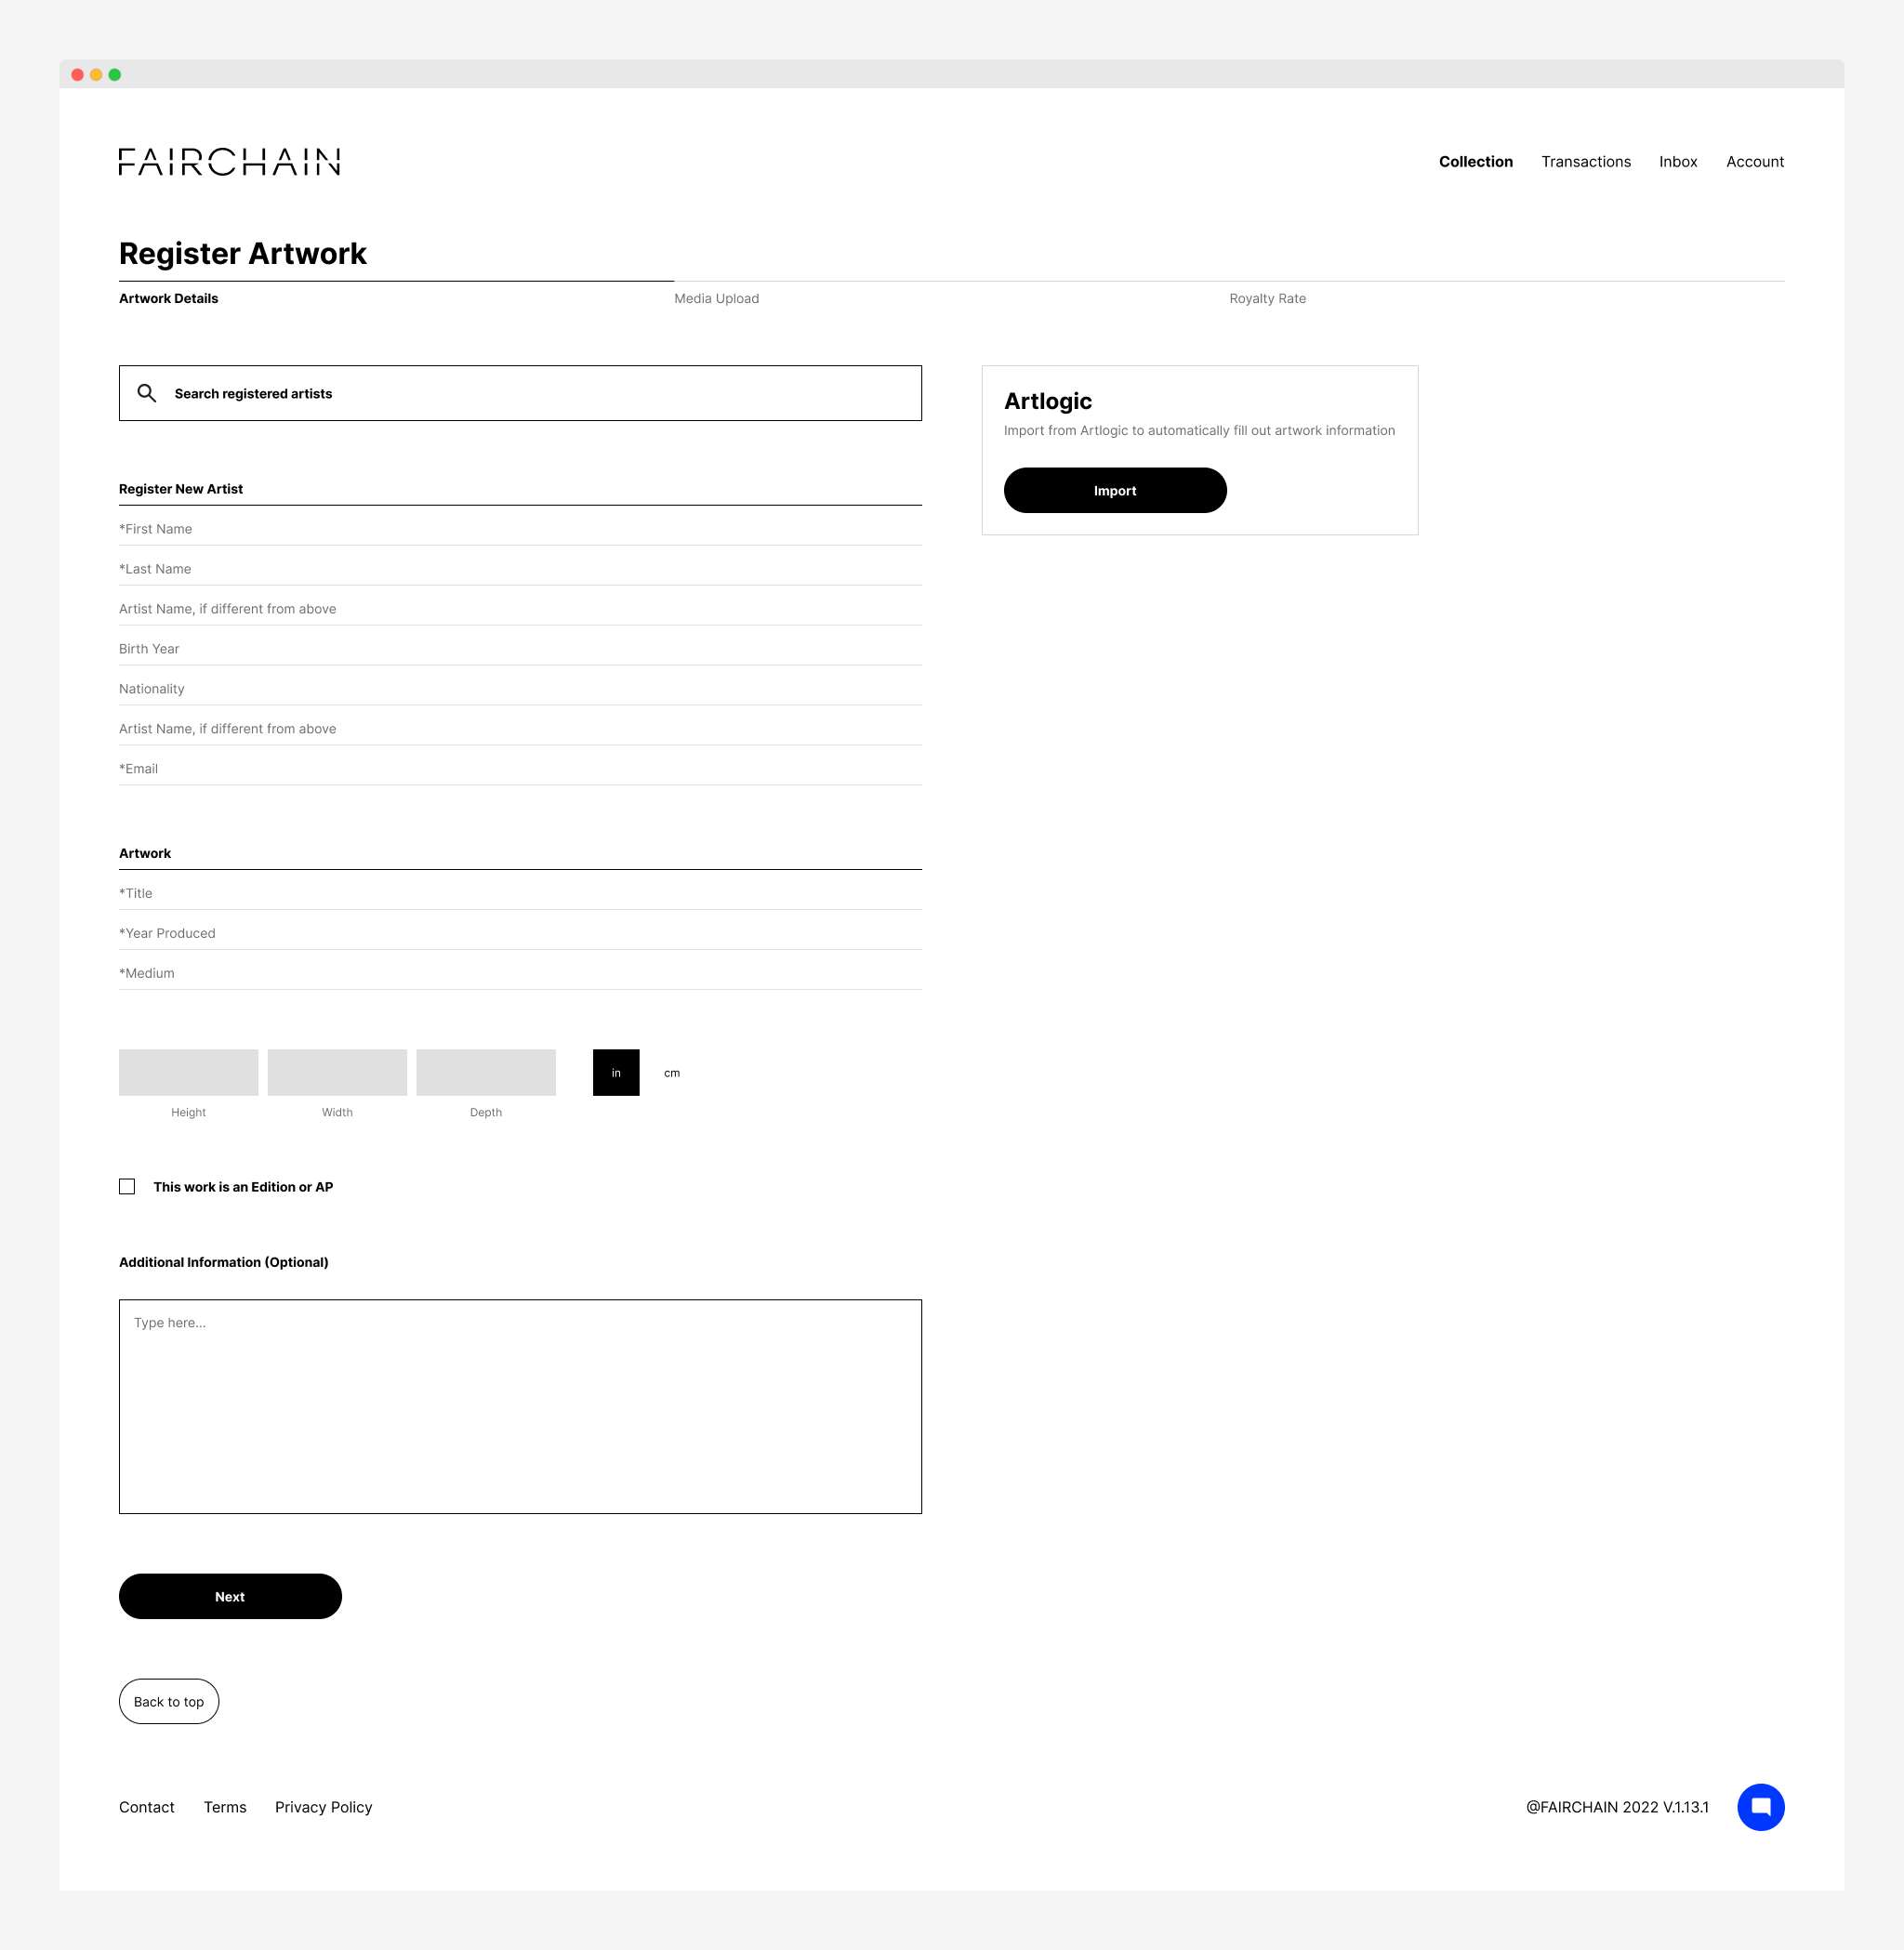 FAIRCHAIN
Collection Transactions Inbox Account
Register Artwork
Artwork Details Media Upload Royalty Rate
Search registered artists
Artlogic
Import from Artlogic to automatically fill out artwork information
Import
Register New Artist
*First Name
*Last Name
Artist Name, if different from above
Birth Year
Nationality
Artist Name, if different from above
*Email
Artwork
*Title
*Year Produced
*Medium
in cm
Height Width Depth
This work is an Edition or AP
Additional Information (Optional)
Type here...
Next
Back to top
Contact Terms Privacy Policy @FAIRCHAIN 2022 V.1.13.1